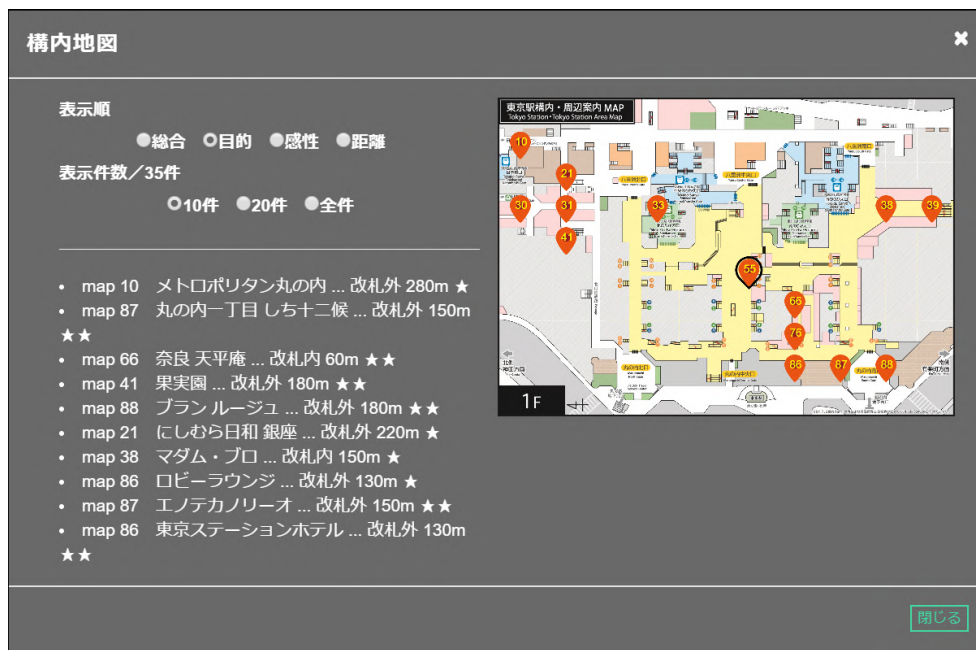 構内地図
✖
表示順
総合 目的 感性 距離
表示件数／35件
10件 20件 全件
• map 10 メトロポリタン丸の内 ... 改札外 280m ★
• map 87 丸の内一丁目 しち十二候 ... 改札外 150m
★★
• map 66 奈良 天平庵 ... 改札内 60m ★★
• map 41 果実園 ... 改札外 180m ★★
• map 88 ブラン ルージュ ... 改札外 180m ★★
• map 21 にしむら日和 銀座 ... 改札外 220m ★
• map 38 マダム・ブロ ... 改札内 150m ★
• map 86 ロビーラウンジ ... 改札外 130m ★
• map 87 エノテカノリーオ ... 改札外 150m ★★
• map 86 東京ステーションホテル ... 改札外 130m
★★
東京駅構内・周辺案内 MAP
Tokyo Station・Tokyo Station Area Map
10
21
30
31
33
38
39
41
55
66
76
86
87
88
1F
閉じる